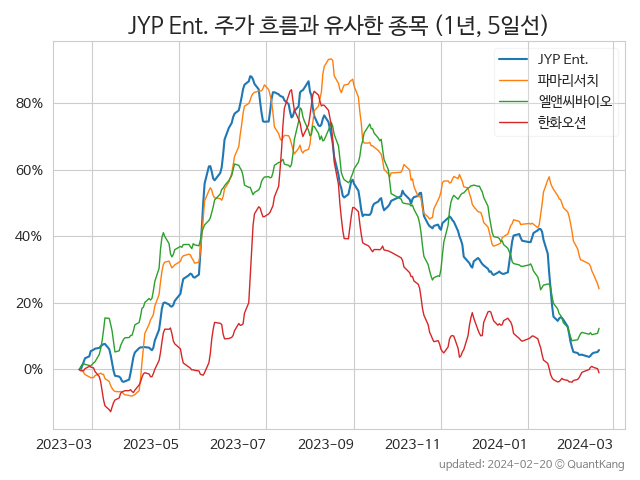 JYP Ent. 주가 흐름과 유사한 종목 (1년, 5일선)
JYP Ent.
파마리서치
엘앤씨바이오
한화오션
80%
60%
40%
20%
0%
2023-03 2023-05 2023-07 2023-09 2023-11 2024-01 2024-03
updated: 2024-02-20 © QuantKang